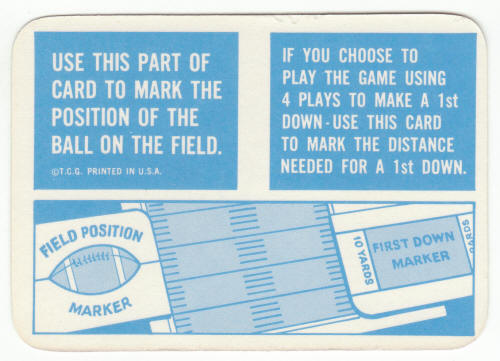 USE THIS PART OF
CARD TO MARK THE
POSITION OF THE
BALL ON THE FIELD.
©T.C.G. PRINTED IN U.S.A.
IF YOU CHOOSE TO
PLAY THE GAME USING
4 PLAYS TO MAKE A 1st
DOWN-USE THIS CARD
TO MARK THE DISTANCE
NEEDED FOR A 1st DOWN.
FIELD POSITION
MARKER
10 YARDS
FIRST DOWN
MARKER